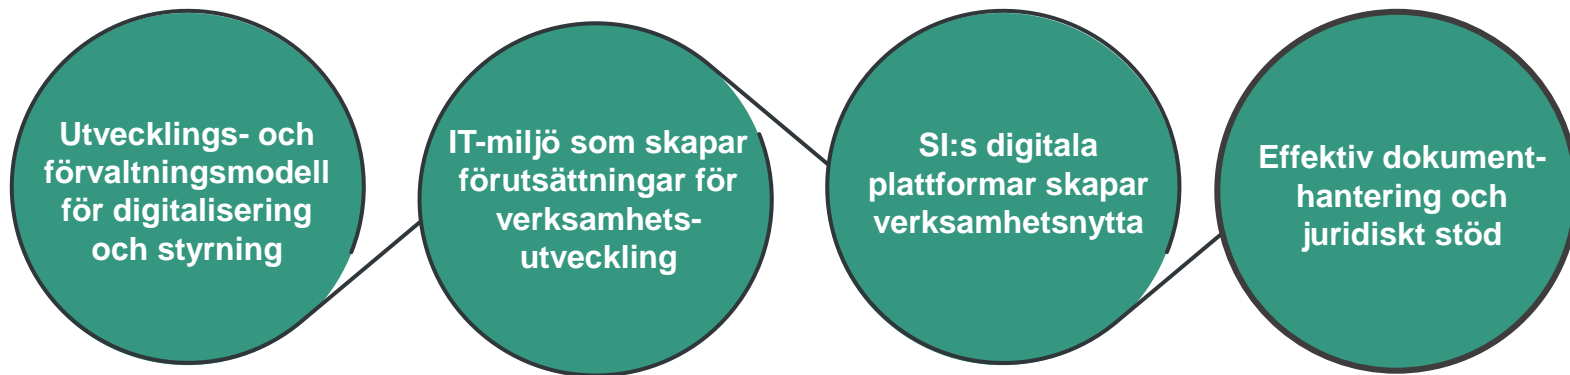 Utvecklings- och
förvaltningsmodell
för digitalisering
och styrning
IT-miljö som skapar
förutsättningar för
verksamhets-
utveckling
SI:s digitala
plattformar skapar
verksamhetsnytta
Effektiv dokument-
hantering och
juridiskt stöd